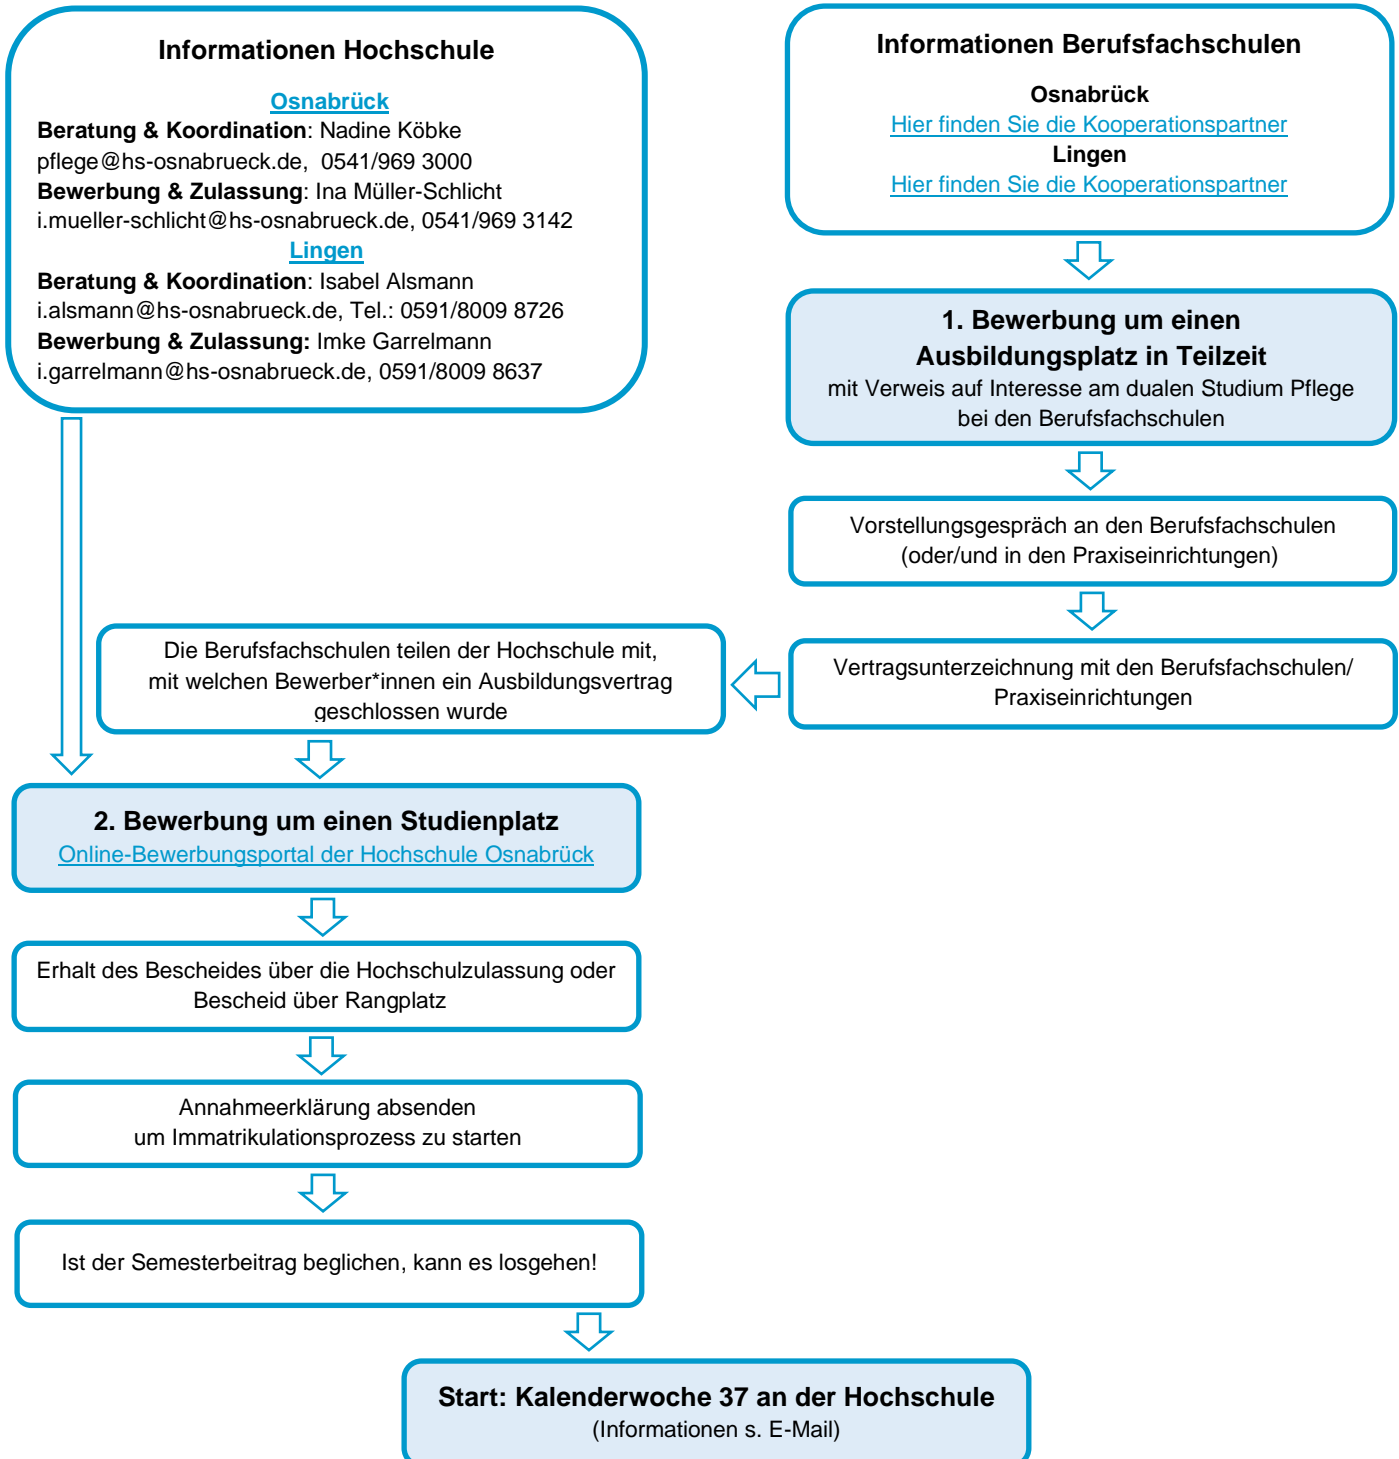 Informationen Hochschule
Osnabrück
Beratung & Koordination: Nadine Köbke
pflege@hs-osnabrueck.de, 0541/969 3000
Bewerbung & Zulassung: Ina Müller-Schlicht
i.mueller-schlicht@hs-osnabrueck.de, 0541/969 3142
Lingen
Beratung & Koordination: Isabel Alsmann
i.alsmann@hs-osnabrueck.de, Tel.: 0591/8009 8726
Bewerbung & Zulassung: Imke Garrelmann
i.garrelmann@hs-osnabrueck.de, 0591/8009 8637
Informationen Berufsfachschulen
Osnabrück
Hier finden Sie die Kooperationspartner
Lingen
Hier finden Sie die Kooperationspartner
1. Bewerbung um einen
Ausbildungsplatz in Teilzeit
mit Verweis auf Interesse am dualen Studium Pflege
bei den Berufsfachschulen
Vorstellungsgespräch an den Berufsfachschulen
(oder/und in den Praxiseinrichtungen)
Vertragsunterzeichnung mit den Berufsfachschulen/
Praxiseinrichtungen
Die Berufsfachschulen teilen der Hochschule mit,
mit welchen Bewerber*innen ein Ausbildungsvertrag
geschlossen wurde
2. Bewerbung um einen Studienplatz
Online-Bewerbungsportal der Hochschule Osnabrück
Erhalt des Bescheides über die Hochschulzulassung oder
Bescheid über Rangplatz
Annahmeerklärung absenden
um Immatrikulationsprozess zu starten
Ist der Semesterbeitrag beglichen, kann es losgehen!
Start: Kalenderwoche 37 an der Hochschule
(Informationen s. E-Mail)